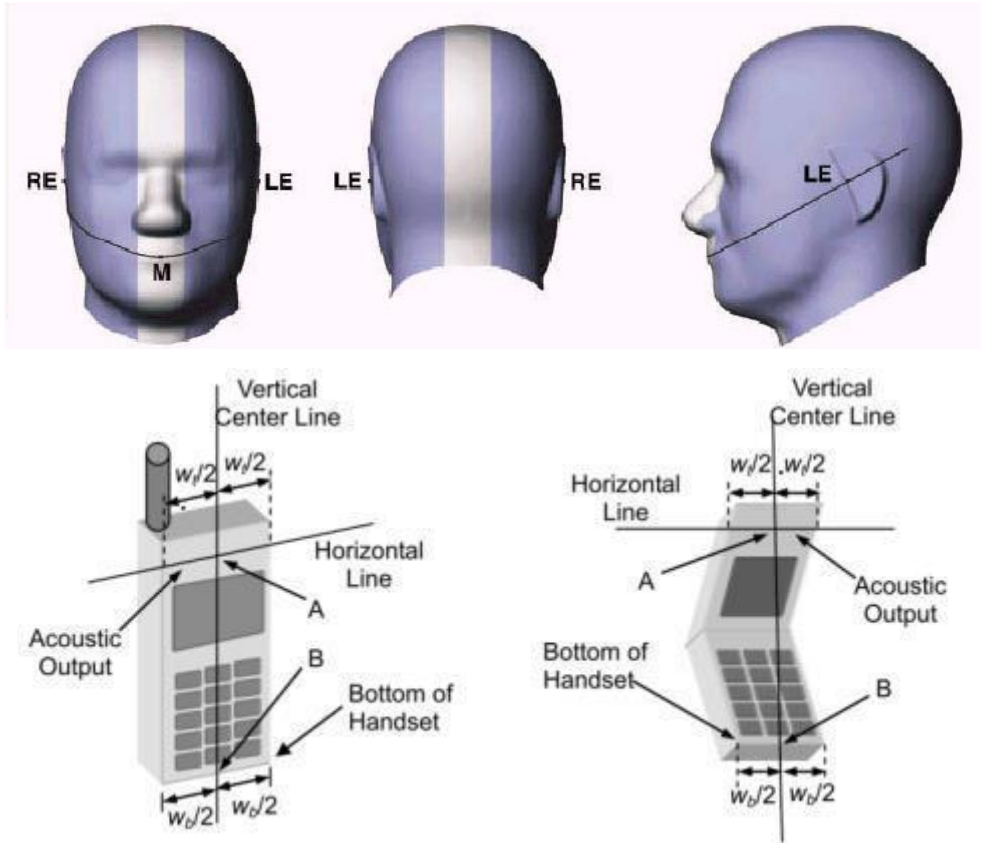 RE
LE
M
LE
RE
LE
Vertical
Center Line
wt/2
wt/2
Horizontal
Line
A
Acoustic
Output
B
Bottom of
Handset
wb/2
wb/2
Vertical
Center Line
wt/2
wt/2
Horizontal
Line
A
Acoustic
Output
Bottom of
Handset
B
wb/2
wb/2